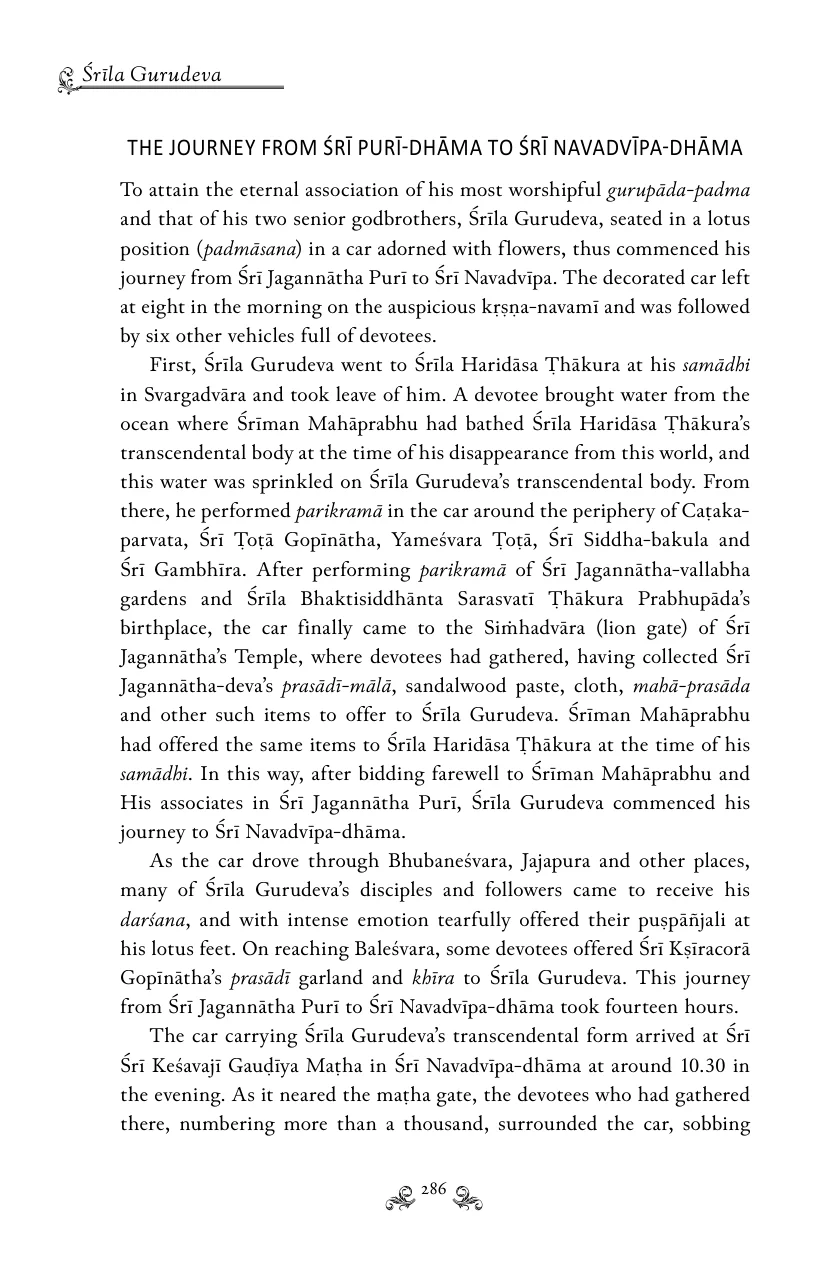 Śrīla Gurudeva
THE JOURNEY FROM ŚRĪ PURĪ-DHĀMA TO ŚRĪ NAVADVĪPA-DHĀMA
To attain the eternal association of his most worshipful gurupāda-padma
and that of his two senior godbrothers, Śrīla Gurudeva, seated in a lotus
position (padmāsana) in a car adorned with flowers, thus commenced his
journey from Śrī Jagannātha Purī to Śrī Navadvīpa. The decorated car left
at eight in the morning on the auspicious kṛṣṇa-navamī and was followed
by six other vehicles full of devotees.
First, Śrīla Gurudeva went to Śrīla Haridāsa Ṭhākura at his samādhi
in Svargadvāra and took leave of him. A devotee brought water from the
ocean where Śrīman Mahāprabhu had bathed Śrīla Haridāsa Ṭhākura’s
transcendental body at the time of his disappearance from this world, and
this water was sprinkled on Śrīla Gurudeva’s transcendental body. From
there, he performed parikramā in the car around the periphery of Caṭaka-
parvata, Śrī Ṭoṭā Gopīnātha, Yameśvara Ṭoṭā, Śrī Siddha-bakula and
Śrī Gambhīra. After performing parikramā of Śrī Jagannātha-vallabha
gardens and Śrīla Bhaktisiddhānta Sarasvatī Ṭhākura Prabhupāda’s
birthplace, the car finally came to the Siṁhadvāra (lion gate) of Śrī
Jagannātha’s Temple, where devotees had gathered, having collected Śrī
Jagannātha-deva’s prasādī-mālā, sandalwood paste, cloth, mahā-prasāda
and other such items to offer to Śrīla Gurudeva. Śrīman Mahāprabhu
had offered the same items to Śrīla Haridāsa Ṭhākura at the time of his
samādhi. In this way, after bidding farewell to Śrīman Mahāprabhu and
His associates in Śrī Jagannātha Purī, Śrīla Gurudeva commenced his
journey to Śrī Navadvīpa-dhāma.
As the car drove through Bhubaneśvara, Jajapura and other places,
many of Śrīla Gurudeva’s disciples and followers came to receive his
darśana, and with intense emotion tearfully offered their puṣpāñjali at
his lotus feet. On reaching Baleśvara, some devotees offered Śrī Kṣīracorā
Gopīnātha’s prasādī garland and khīra to Śrīla Gurudeva. This journey
from Śrī Jagannātha Purī to Śrī Navadvīpa-dhāma took fourteen hours.
The car carrying Śrīla Gurudeva’s transcendental form arrived at Śrī
Śrī Keśavajī Gauḍīya Maṭha in Śrī Navadvīpa-dhāma at around 10.30 in
the evening. As it neared the maṭha gate, the devotees who had gathered
there, numbering more than a thousand, surrounded the car, sobbing
286